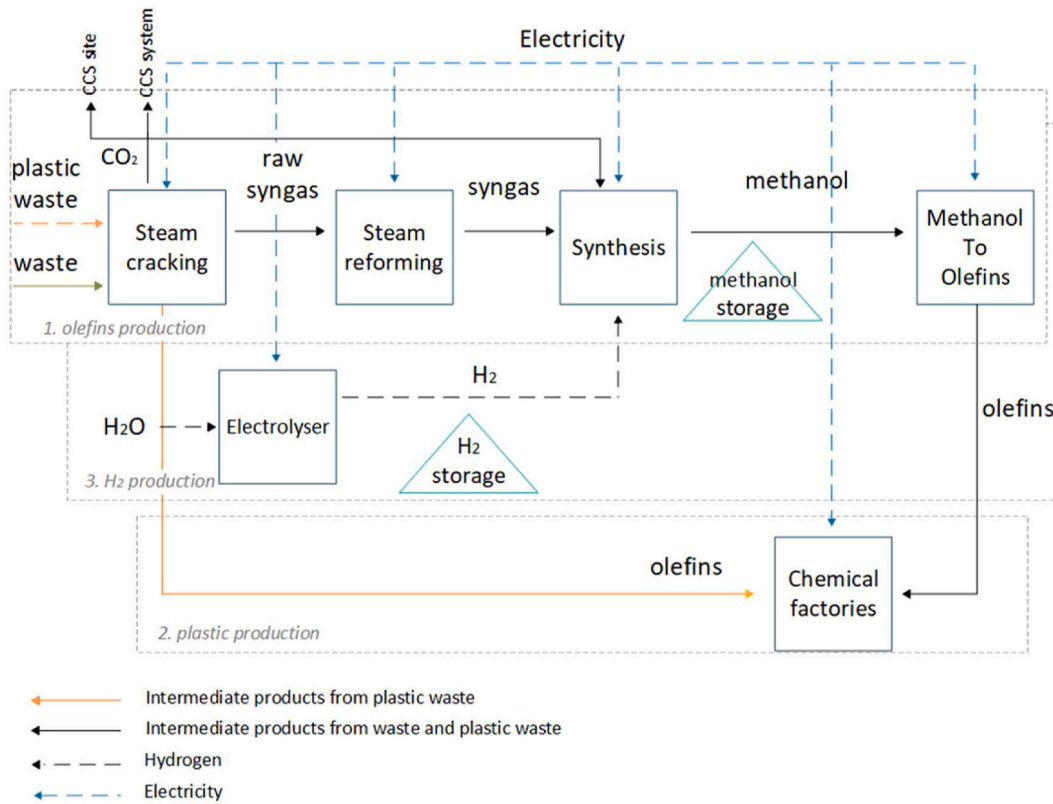 CCS site
CCS system
Electricity
CO₂
plastic
waste
waste
raw
syngas
syngas
methanol
Steam
cracking
Steam
reforming
Synthesis
Methanol
To
Olefins
methanol
storage
1. olefins production
H₂
H₂O
Electrolyser
H₂
storage
olefins
3. H₂ production
olefins
Chemical
factories
2. plastic production
Intermediate products from plastic waste
Intermediate products from waste and plastic waste
Hydrogen
Electricity